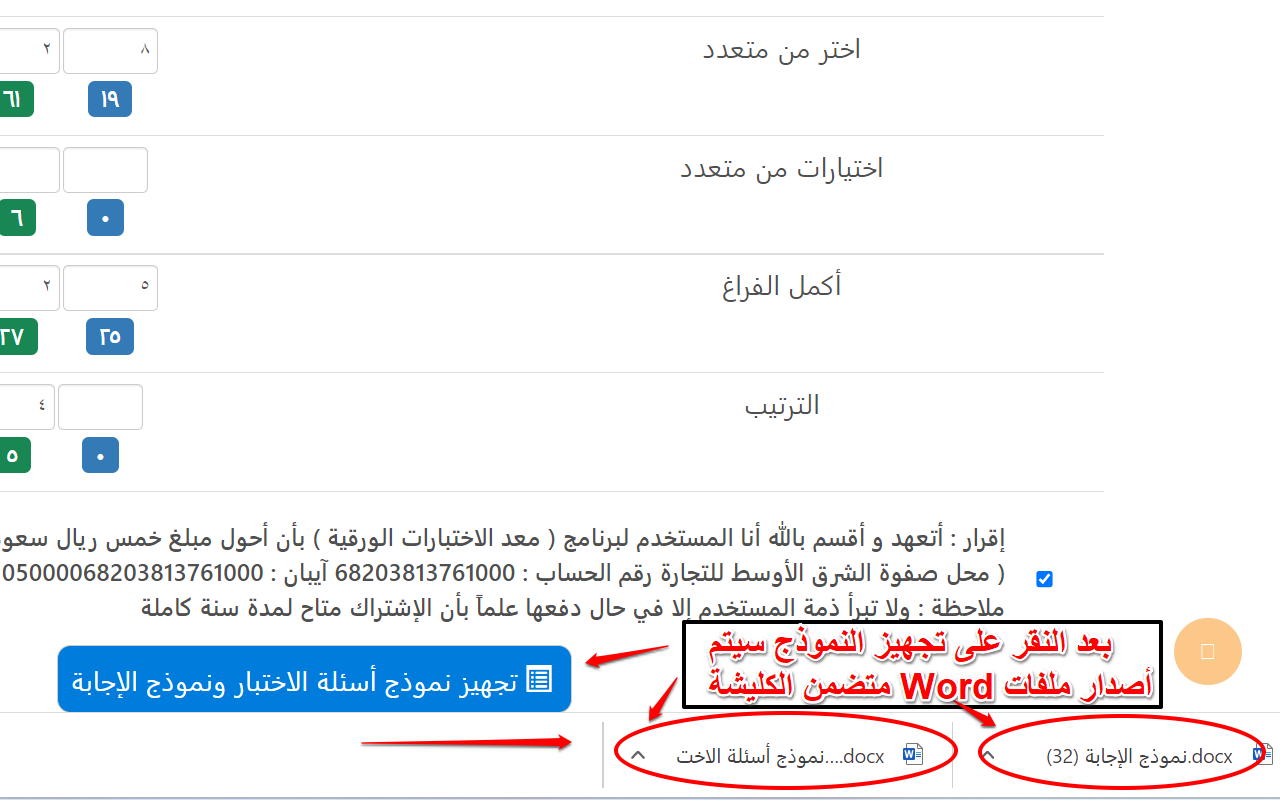 اختر من متعدد
٨
٢
١٩
٦١
اختيارات من متعدد
٠
٦
أكمل الفراغ
٥
٢
٢٥
٢٧
الترتيب
٤
٠
٥
إقرار : أتعهد و أقسم بالله أنا المستخدم لبرنامج ( معد الاختبارات الورقية ) بأن أحول مبلغ خمس ريال
( محل صفوة الشرق الأوسط للتجارة رقم الحساب : 68203813761000 آيبان : 05000068203813761000
ملاحظة : ولا تبرأ ذمة المستخدم إلا في حال دفعها علماً بأن الإشتراك متاح لمدة سنة كاملة
بعد النقر على تجهيز النموذج سيتم
أصدار ملفات Word متضمن الكليشة
تجهيز نموذج أسئلة الاختبار ونموذج الإجابة
نموذج الإجابة (32).docx
نموذج أسئلة الاخت....docx